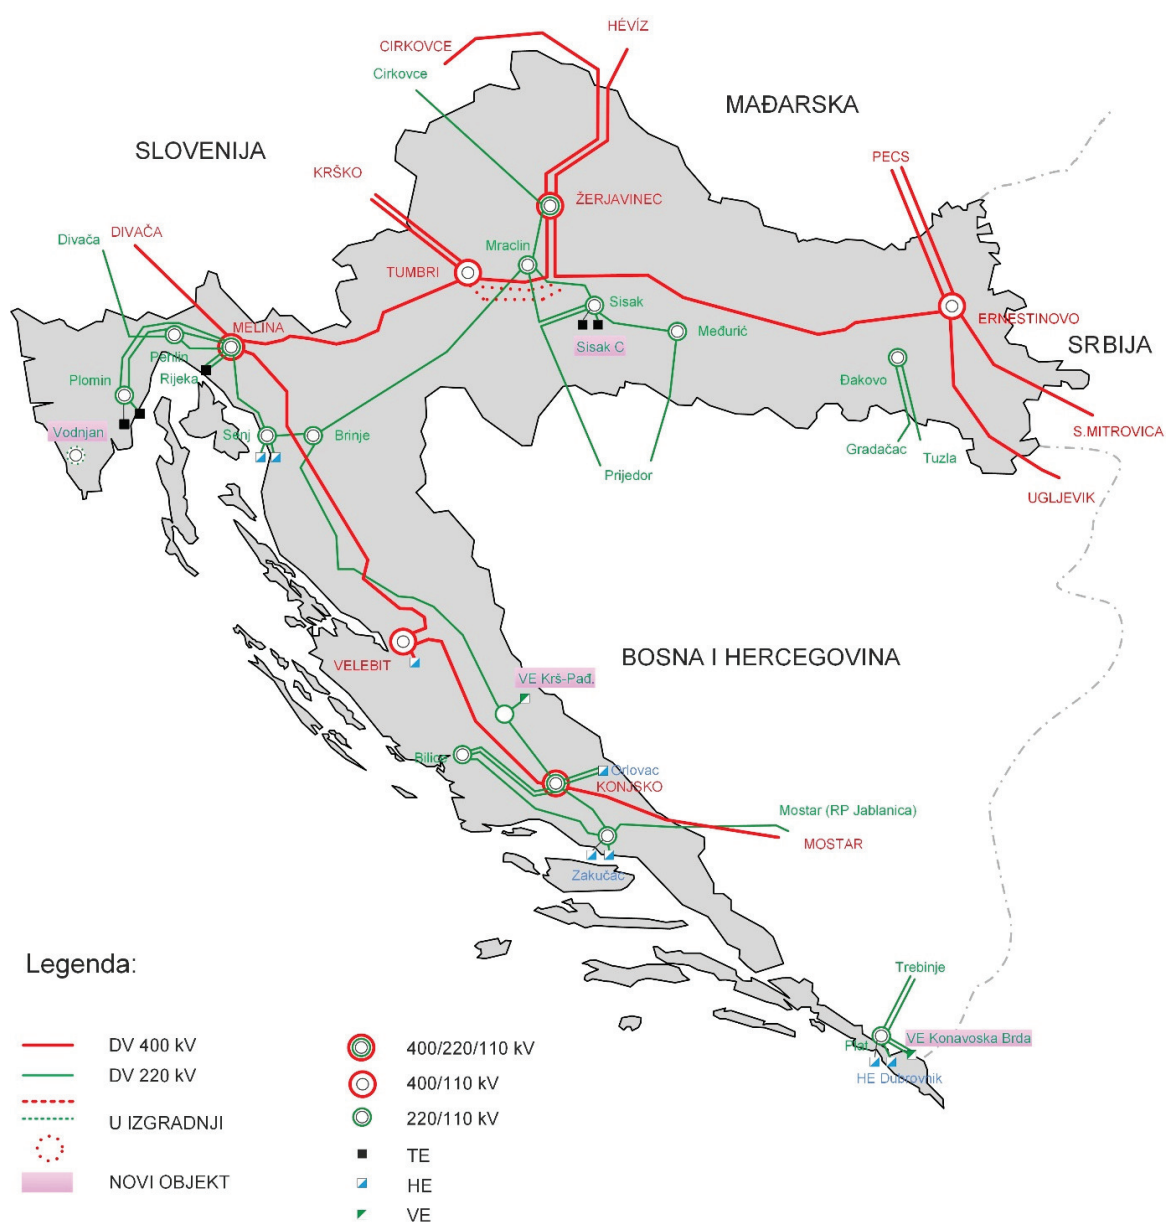 HÉVÍZ
CIRKOVCE
Cirkovce
MAĐARSKA
SLOVENIJA
PECS
KRŠKO
ŽERJAVINEC
DIVAČA
Divača
Mraclin
TUMBRI
Sisak
MELINA
Međurić
ERNESTINOVO
SRBIJA
Sisak C
Pehlin
Rijeka
Plomin
Đakovo
S.MITROVICA
Vodnjan
Senj
Brinje
Gradačac
Tuzla
Prijedor
UGLJEVIK
BOSNA I HERCEGOVINA
VELEBIT
VE Krš-Pađ.
Bilice
Orlovac
KONJSKO
Mostar (RP Jablanica)
MOSTAR
Zakučac
Legenda:
Trebinje
VE Konavoska Brda
Plat
HE Dubrovnik
DV 400 kV
DV 220 kV
U IZGRADNJI
NOVI OBJEKT
400/220/110 kV
400/110 kV
220/110 kV
TE
HE
VE